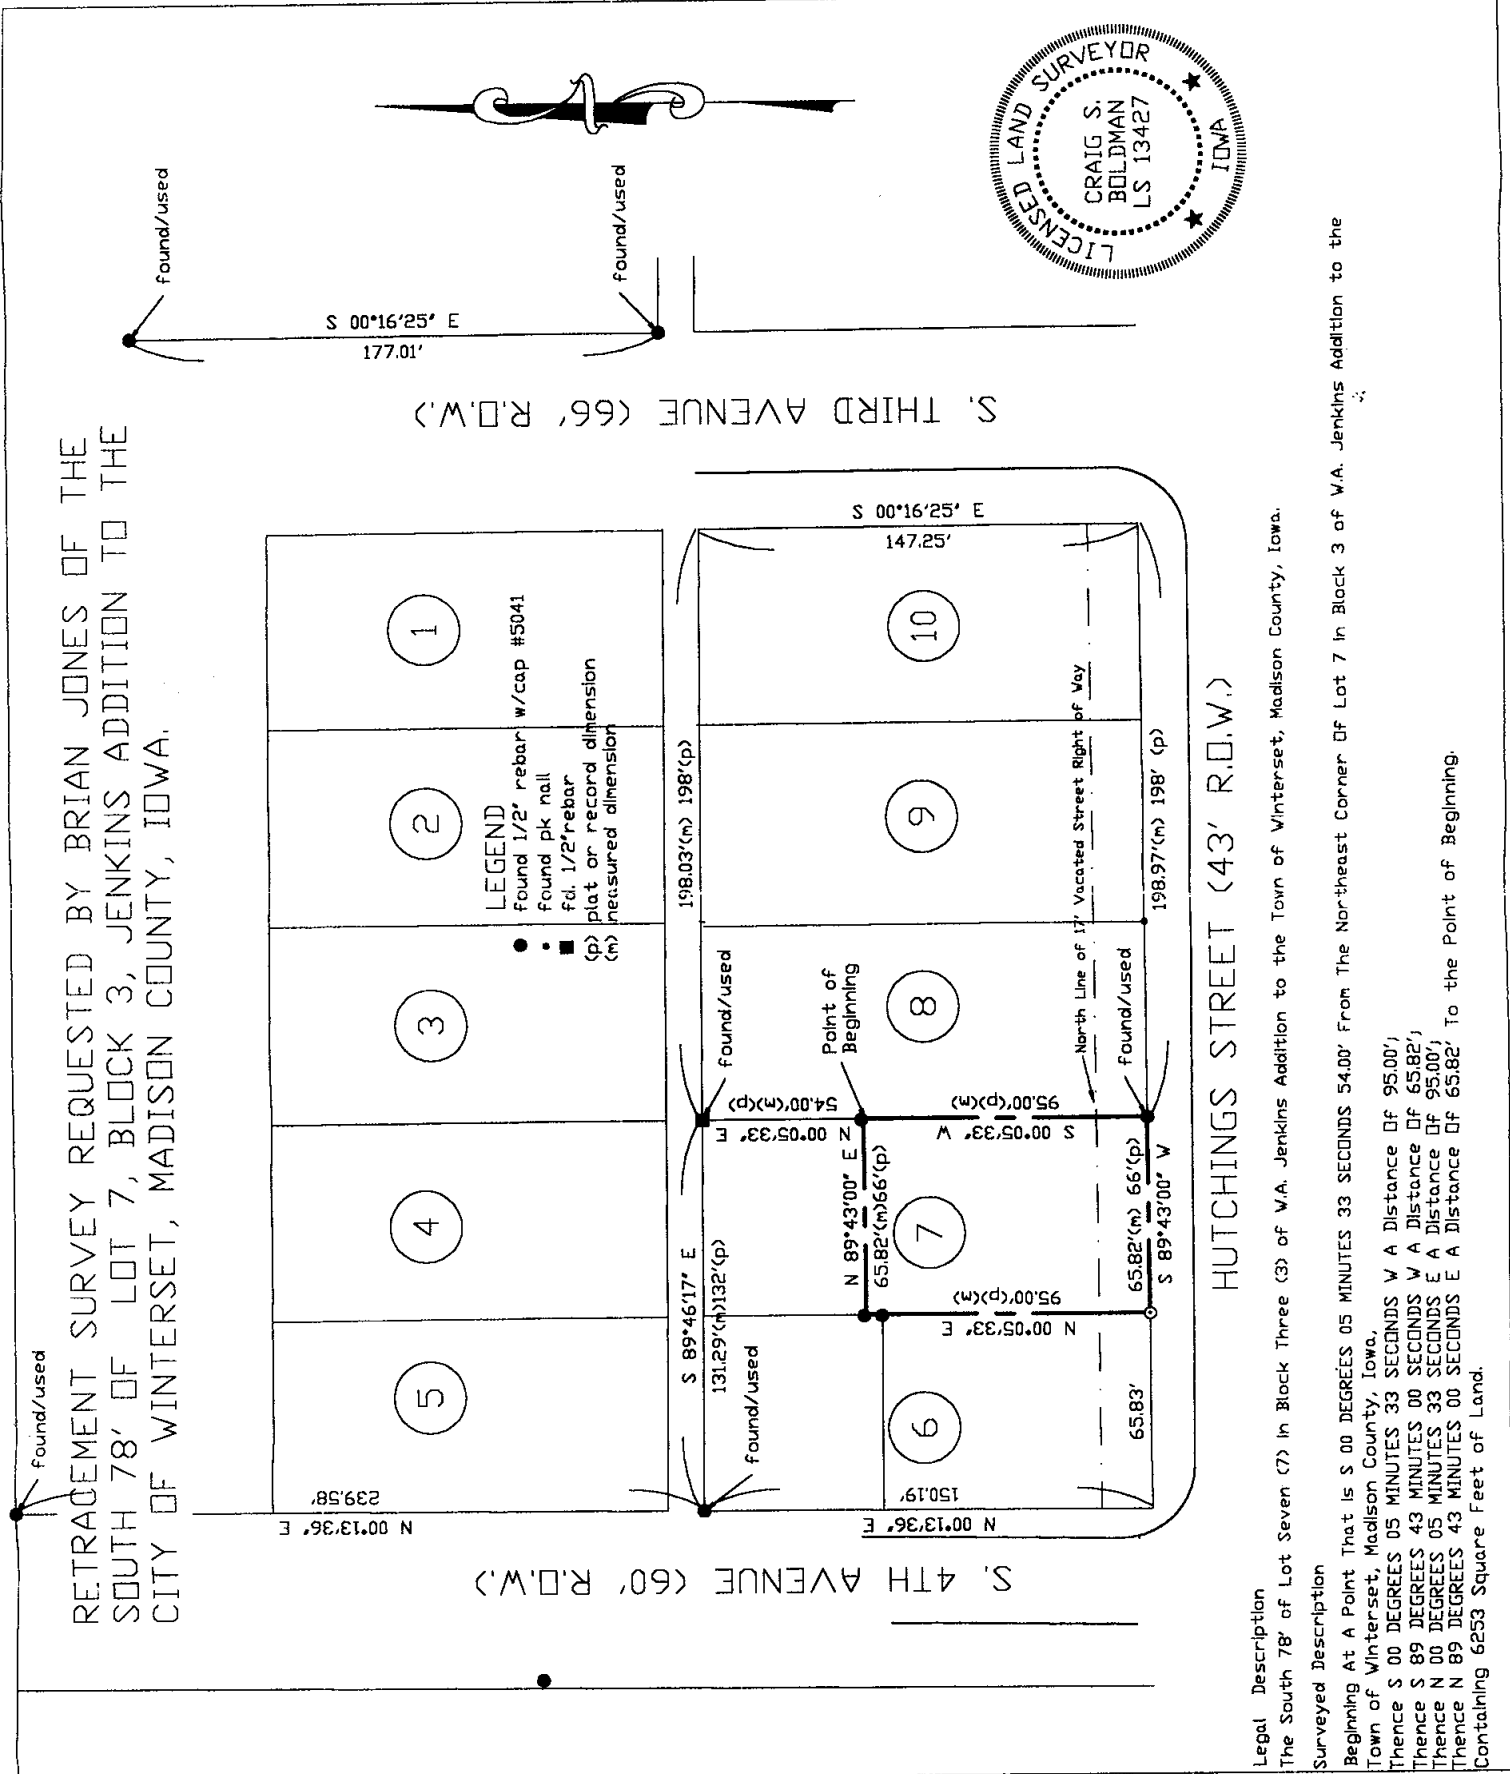 RETRACEMENT SURVEY REQUESTED BY BRIAN JONES OF THE
SOUTH 78' OF LOT 7, BLOCK 3, JENKINS ADDITION TO THE
CITY OF WINTERSET, MADISON COUNTY, IOWA.
found/used
found/used
found/used
S 00°16'25" E
177.01'
LICENSED LAND SURVEYOR
CRAIG S.
BOLDMAN
LS 13427
IOWA
S. THIRD AVENUE (66' R.O.W.)
N 00°13'36" E
239.58'
5
4
3
2
1
LEGEND
found 1/2" rebar w/cap #5041
found pk nail
fd. 1/2"rebar
(p) plat or record dimension
(m) measured dimension
S 89°46'17" E
131.29'(m)132'(p)
198.03'(m) 198'(p)
found/used
found/used
N 00°05'33" E
54.00'(m)(p)
Point of
Beginning
N 89°43'00" E
65.82'(m)66'(p)
S 00°05'33" W
95.00'(p)(m)
N 00°05'33" E
95.00'(p)(m)
6
7
8
9
10
S 00°16'25" E
147.25'
N 00°13'36" E
150.19'
North Line of 17' Vacated Street Right of Way
65.83'
65.82'(m) 66'(p)
S 89°43'00" W
found/used
198.97'(m) 198' (p)
S. 4TH AVENUE (60' R.O.W.)
HUTCHINGS STREET (43' R.O.W.)
Legal Description
The South 78' of Lot Seven (7) in Block Three (3) of W.A. Jenkins Addition to the Town of Winterset, Madison County, Iowa.
Surveyed Description
Beginning At A Point That Is S 00 DEGREES 05 MINUTES 33 SECONDS 54.00' From The Northeast Corner Of Lot 7 in Block 3 of W.A. Jenkins Addition to the
Town of Winterset, Madison County, Iowa,
Thence S 00 DEGREES 05 MINUTES 33 SECONDS W A Distance Of 95.00';
Thence S 89 DEGREES 43 MINUTES 00 SECONDS W A Distance Of 65.82';
Thence N 00 DEGREES 05 MINUTES 33 SECONDS E A Distance Of 95.00';
Thence N 89 DEGREES 43 MINUTES 00 SECONDS E A Distance Of 65.82' To the Point of Beginning.
Containing 6253 Square Feet of Land.